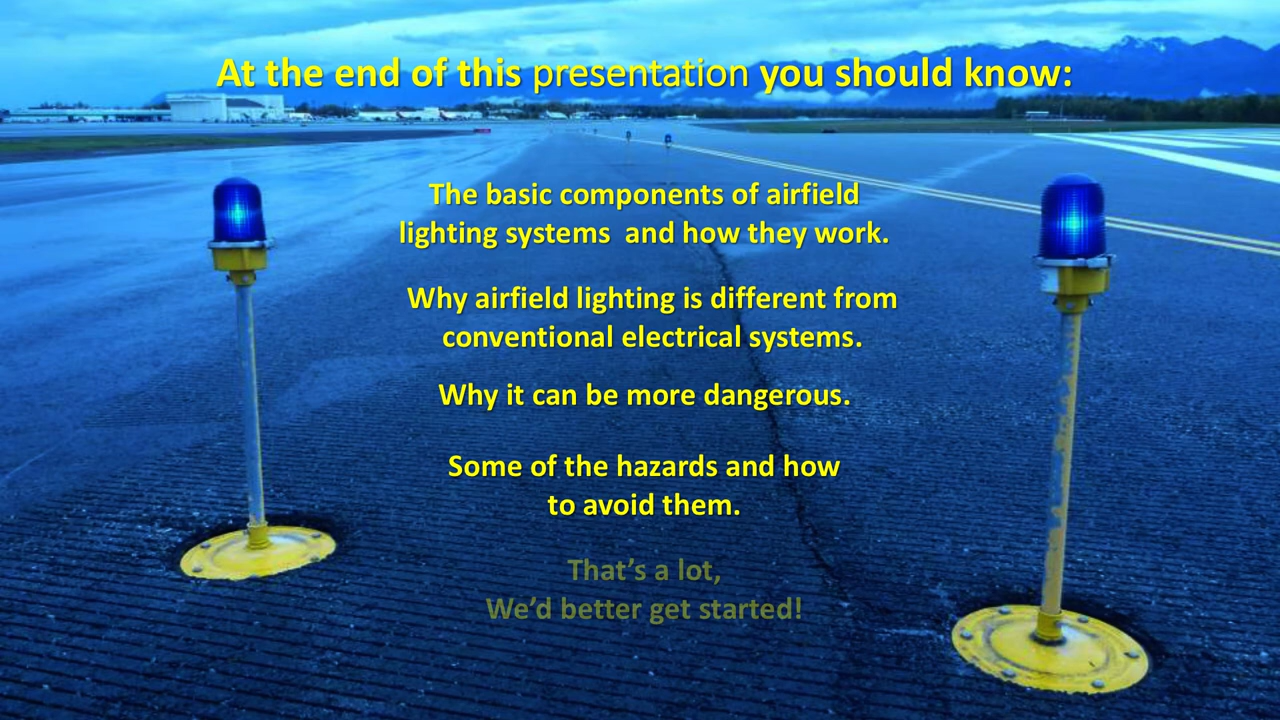 At the end of this presentation you should know:
The basic components of airfield
lighting systems  and how they work.
Why airfield lighting is different from
conventional electrical systems.
Why it can be more dangerous.
Some of the hazards and how
to avoid them.
That’s a lot,
We’d better get started!